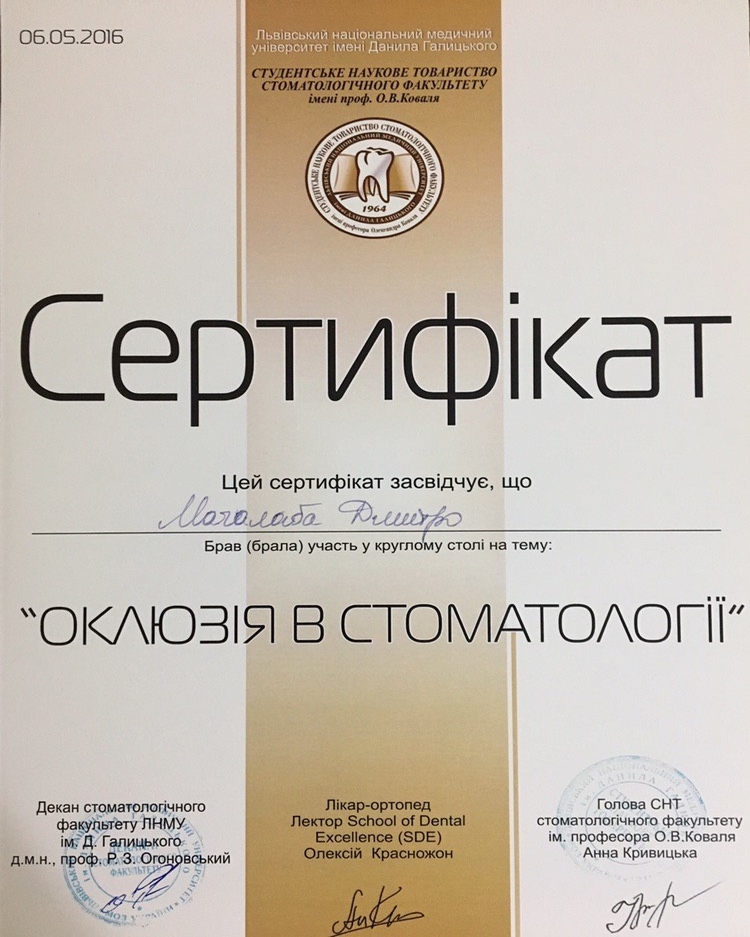 06.05.2016
Львівський національний медичний
університет імені Данила Галицького
СТУДЕНТСЬКЕ НАУКОВЕ ТОВАРИСТВО
СТОМАТОЛОГІЧНОГО ФАКУЛЬТЕТУ
імені проф. О.В.Коваля
СТУДЕНТСЬКЕ НАУКОВЕ ТОВАРИСТВО СТОМАТОЛОГІЧНОГО ФАКУЛЬТЕТУ
імені професора Олександра Коваля
1964
Сертифікат
Цей сертифікат засвідчує, що
Маголаба Дмитро
Брав (брала) участь у круглому столі на тему:
"ОКЛЮЗІЯ В СТОМАТОЛОГІЇ"
Декан стоматологічного
факультету ЛНМУ
ім. Д. Галицького
д.м.н., проф. Р. З. Огоновський
Лікар-ортопед
Лектор School of Dental
Excellence (SDE)
Олексій Красножон
Голова СНТ
стоматологічного факультету
ім. професора О.В.Коваля
Анна Кривицька